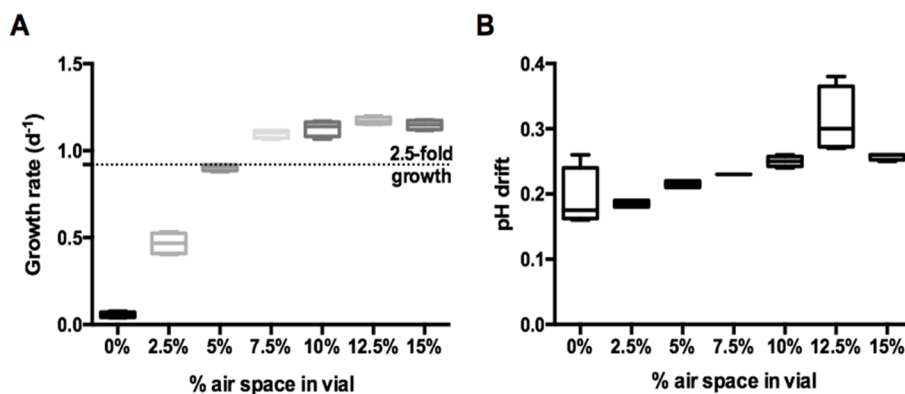 A
Growth rate (d-1)
1.5
1.0
0.5
0.0
2.5-fold
growth
0%
2.5%
5%
7.5%
10%
12.5%
15%
% air space in vial
B
pH drift
0.4
0.3
0.2
0.1
0.0
0%
2.5%
5%
7.5%
10%
12.5%
15%
% air space in vial